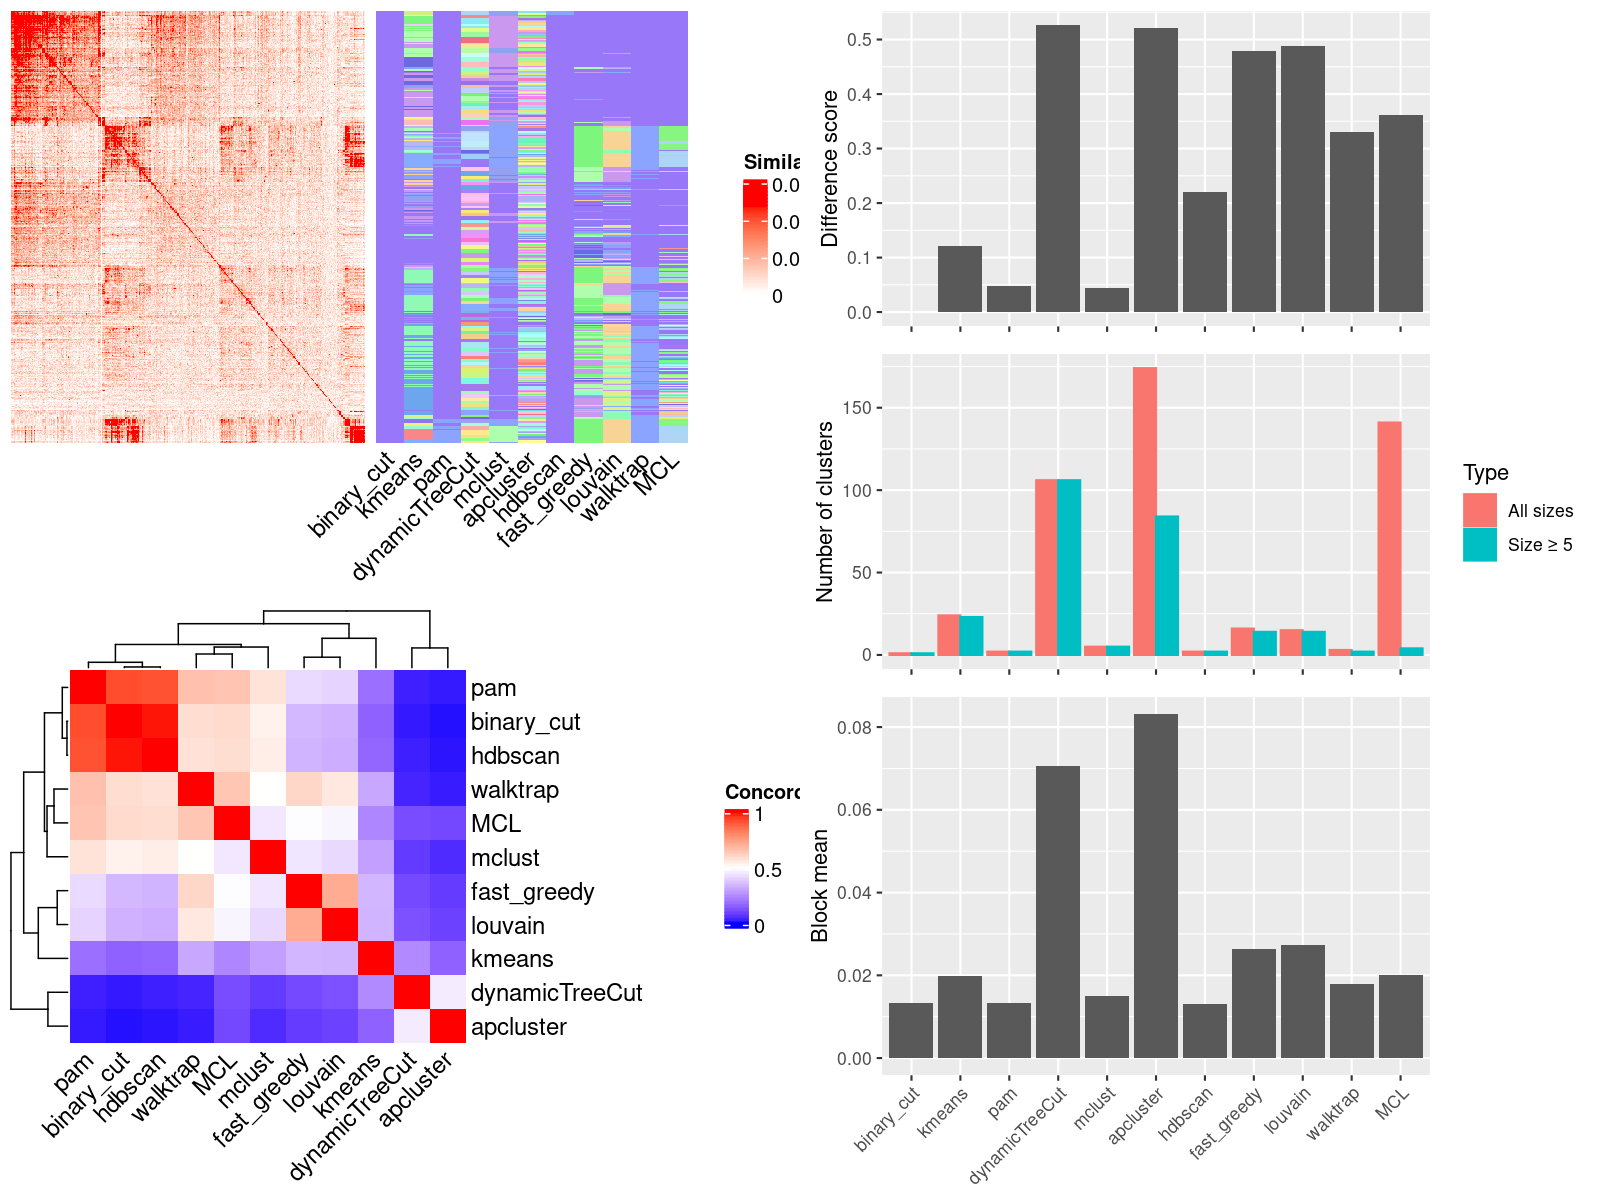 Simila
0.0
0.0
0.0
0
binary_cut
kmeans
pam
dynamicTreeCut
mclust
apcluster
hdbscan
fast_greedy
louvain
walktrap
MCL
pam
binary_cut
hdbscan
walktrap
MCL
mclust
fast_greedy
louvain
kmeans
dynamicTreeCut
apcluster
pam
binary_cut
hdbscan
walktrap
MCL
mclust
fast_greedy
louvain
kmeans
dynamicTreeCut
apcluster
Concord
1
0.5
0
Difference score
0.5
0.4
0.3
0.2
0.1
0.0
Number of clusters
150
100
50
0
Type
All sizes
Size ≥ 5
Block mean
0.08
0.06
0.04
0.02
0.00
binary_cut
kmeans
pam
dynamicTreeCut
mclust
apcluster
hdbscan
fast_greedy
louvain
walktrap
MCL